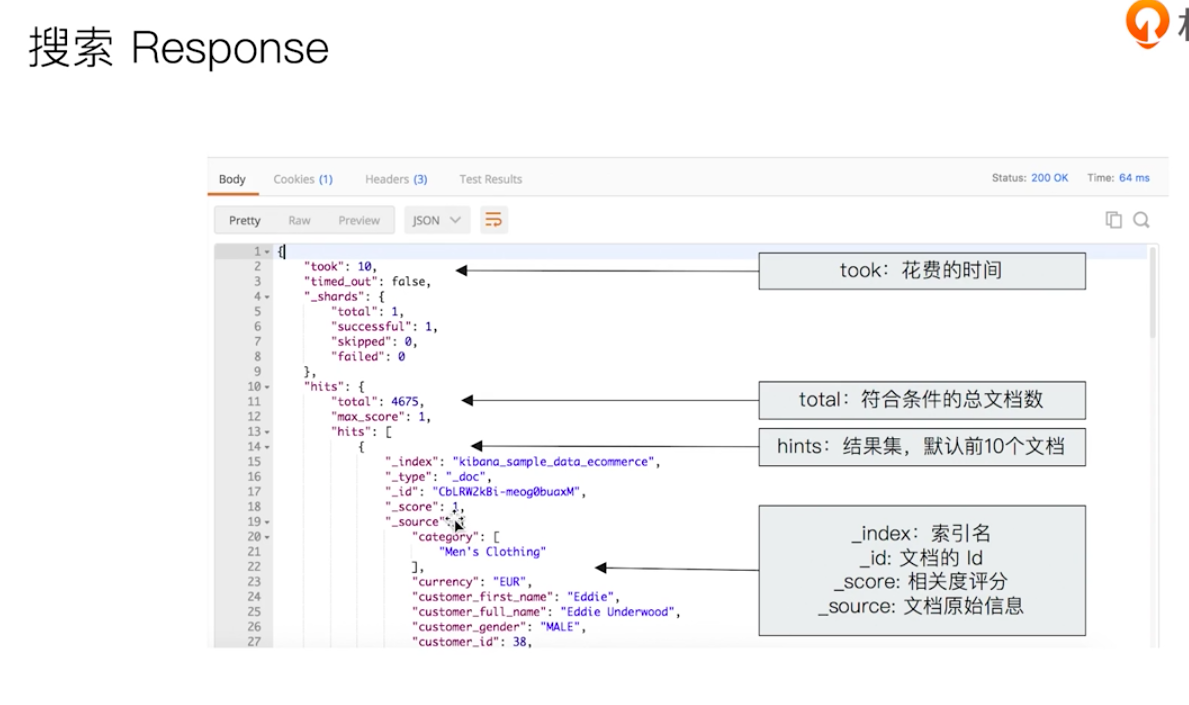 搜索 Response
Body Cookies (1) Headers (3) Test Results Status: 200 OK Time: 64 ms
Pretty Raw Preview JSON
1 {
2 "took": 10,
took：花费的时间
3 "timed_out": false,
4 "_shards": {
5 "total": 1,
6 "successful": 1,
7 "skipped": 0,
8 "failed": 0
9 },
10 "hits": {
11 "total": 4675,
total：符合条件的总文档数
12 "max_score": 1,
13 "hits": [
14 {
hints：结果集，默认前10个文档
15 "_index": "kibana_sample_data_ecommerce",
16 "_type": "_doc",
17 "_id": "CbLRW2kBi-meog0buaxM",
18 "_score": 1,
19 "_source"
20 "category": [
21 "Men's Clothing"
22 ],
23 "currency": "EUR",
24 "customer_first_name": "Eddie",
25 "customer_full_name": "Eddie Underwood",
26 "customer_gender": "MALE",
27 "customer_id": 38,
_index：索引名
_id: 文档的 Id
_score: 相关度评分
_source: 文档原始信息